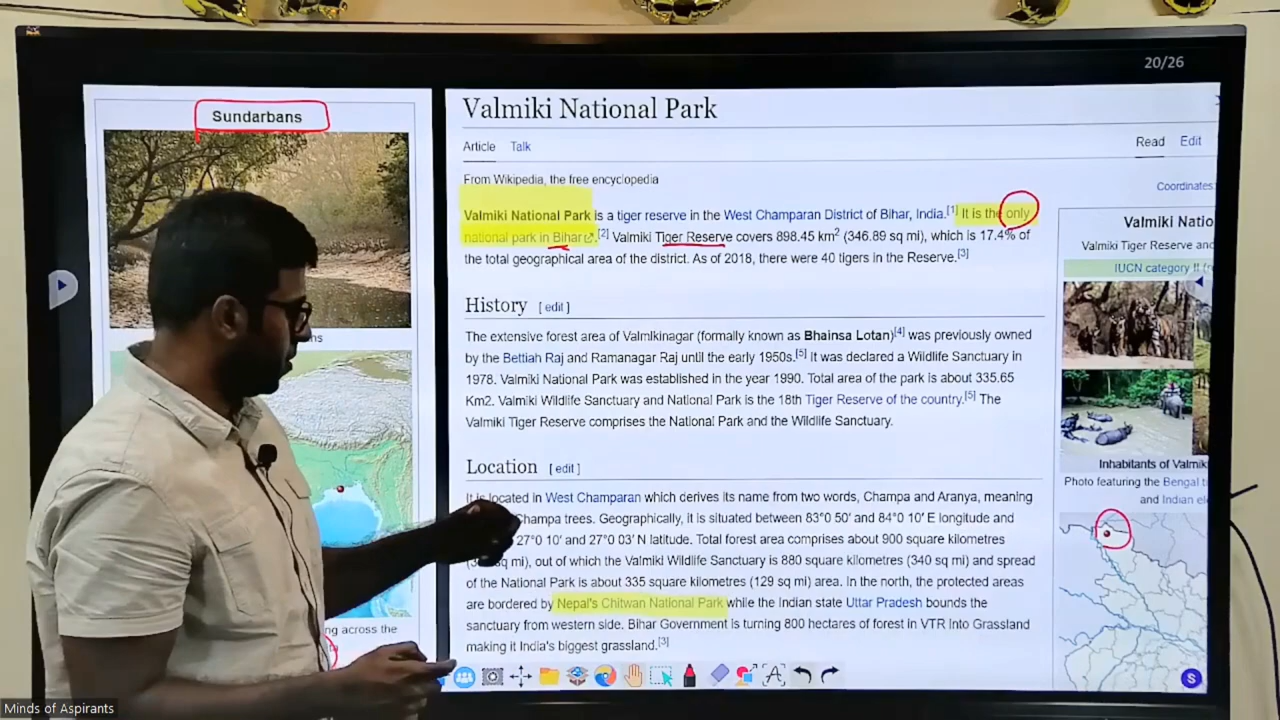 20/26
Sundarbans
ns
ng across the
Valmiki National Park
Article Talk
Read Edit
From Wikipedia, the free encyclopedia
Coordinates:
Valmiki National Park is a tiger reserve in the West Champaran District of Bihar, India.[1] It is the only
national park in Bihar.[2] Valmiki Tiger Reserve covers 898.45 km2 (346.89 sq mi), which is 17.4% of
the total geographical area of the district. As of 2018, there were 40 tigers in the Reserve.[3]
History [ edit ]
The extensive forest area of Valmikinagar (formally known as Bhainsa Lotan)[4] was previously owned
by the Bettiah Raj and Ramanagar Raj until the early 1950s.[5] It was declared a Wildlife Sanctuary in
1978. Valmiki National Park was established in the year 1990. Total area of the park is about 335.65
Km2. Valmiki Wildlife Sanctuary and National Park is the 18th Tiger Reserve of the country.[5] The
Valmiki Tiger Reserve comprises the National Park and the Wildlife Sanctuary.
Location [ edit ]
It is located in West Champaran which derives its name from two words, Champa and Aranya, meaning
Champa trees. Geographically, it is situated between 83°0 50′ and 84°0 10′ E longitude and
27°0 10′ and 27°0 03′ N latitude. Total forest area comprises about 900 square kilometres
sq mi), out of which the Valmiki Wildlife Sanctuary is 880 square kilometres (340 sq mi) and spread
of the National Park is about 335 square kilometres (129 sq mi) area. In the north, the protected areas
are bordered by Nepal's Chitwan National Park while the Indian state Uttar Pradesh bounds the
sanctuary from western side. Bihar Government is turning 800 hectares of forest in VTR Into Grassland
making it India's biggest grassland.[3]
Valmiki Natio
Valmiki Tiger Reserve and
IUCN category II (n
Inhabitants of Valmik
Photo featuring the Bengal t
and Indian el
A
S
Minds of Aspirants